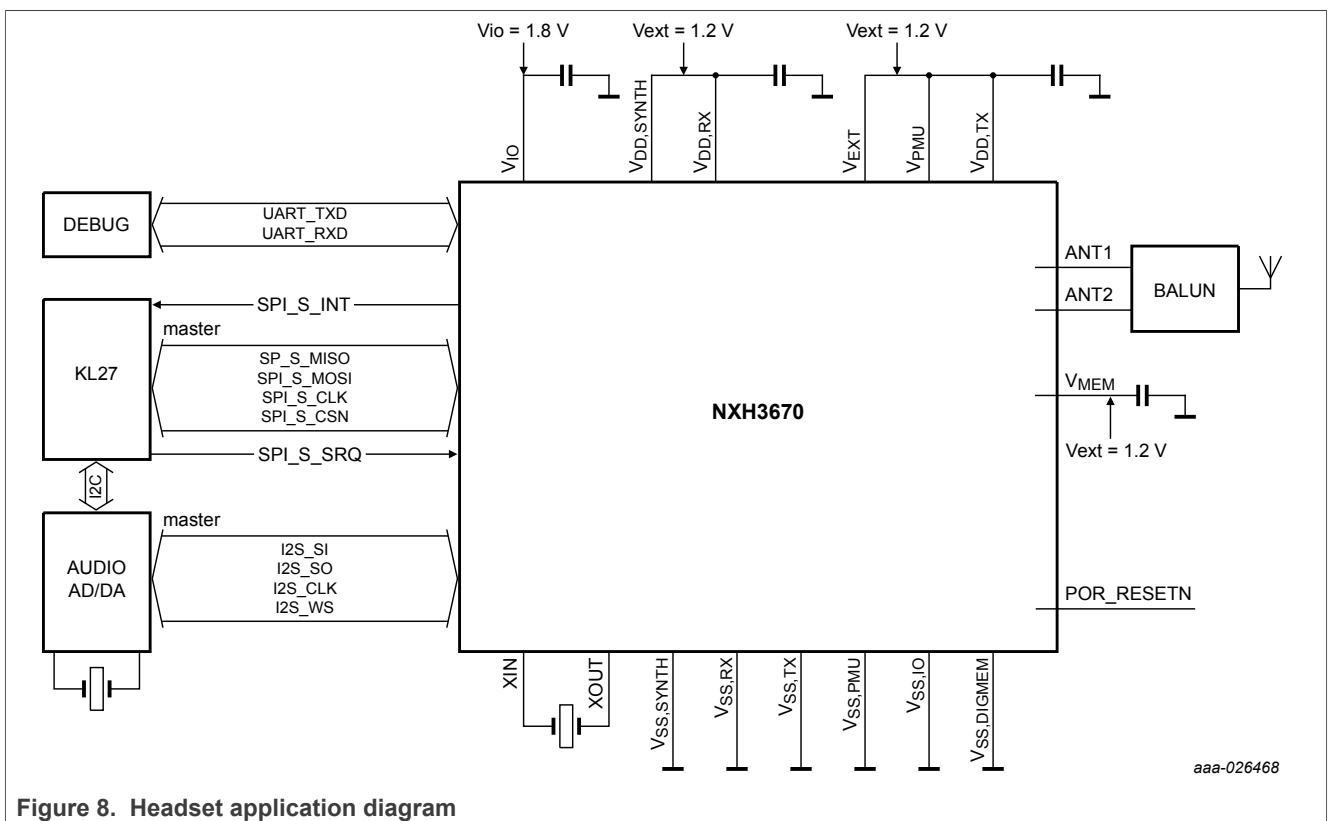 Vio = 1.8 V
Vext = 1.2 V
Vext = 1.2 V
VIO
VDD,SYNTH
VDD,RX
VEXT
VPMU
VDD,TX
DEBUG
UART_TXD
UART_RXD
ANT1
ANT2
BALUN
SPI_S_INT
master
KL27
SP_S_MISO
SPI_S_MOSI
SPI_S_CLK
SPI_S_CSN
SPI_S_SRQ
NXH3670
VMEM
Vext = 1.2 V
I2C
master
AUDIO
AD/DA
I2S_SI
I2S_SO
I2S_CLK
I2S_WS
POR_RESETN
XIN
XOUT
VSS,SYNTH
VSS,RX
VSS,TX
VSS,PMU
VSS,IO
VSS,DIGMEM
aaa-026468
Figure 8. Headset application diagram